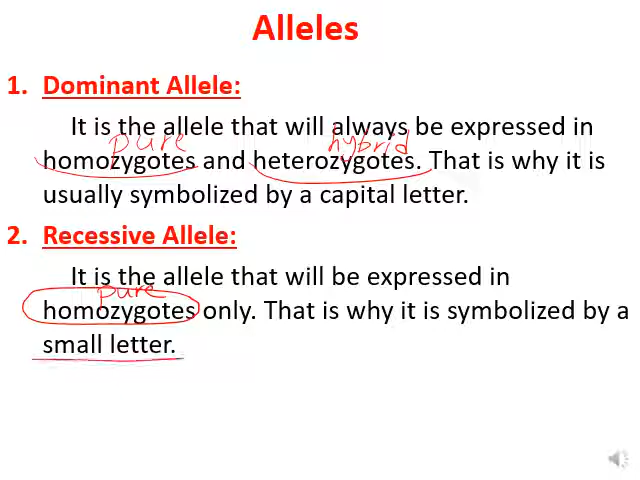 Alleles
1. Dominant Allele:
It is the allele that will always be expressed in
pure hybrid
homozygotes and heterozygotes. That is why it is
usually symbolized by a capital letter.
2. Recessive Allele:
It is the allele that will be expressed in
pure
homozygotes only. That is why it is symbolized by a
small letter.